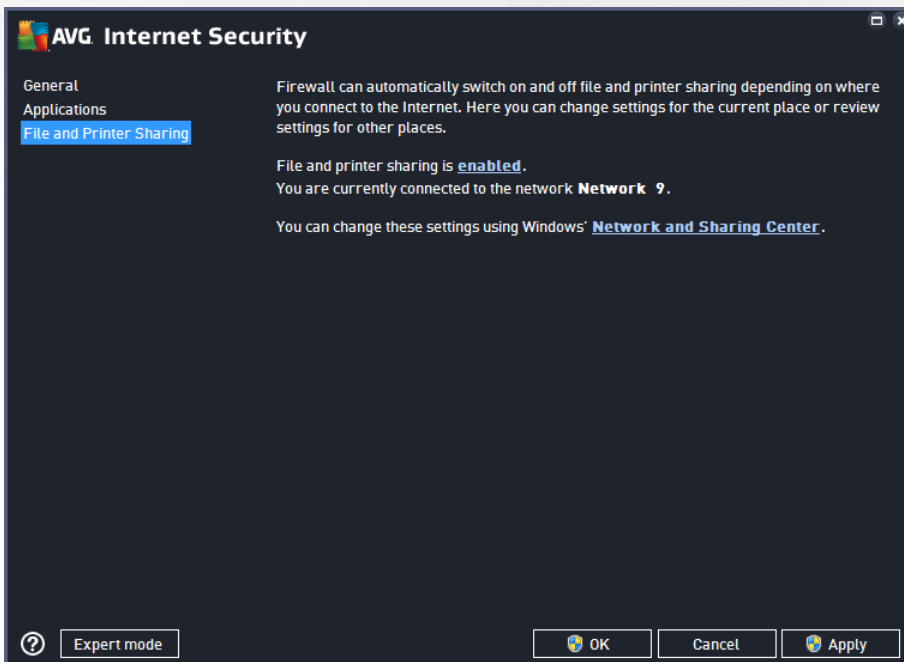 AVG. Internet Security
General
Applications
File and Printer Sharing
Firewall can automatically switch on and off file and printer sharing depending on where
you connect to the Internet. Here you can change settings for the current place or review
settings for other places.
File and printer sharing is enabled.
You are currently connected to the network Network 9.
You can change these settings using Windows' Network and Sharing Center.
? Expert mode
OK
Cancel
Apply